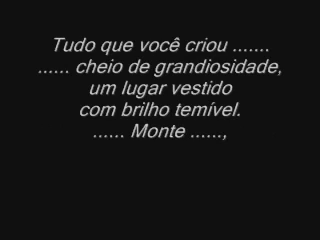 Tudo que você criou .......
...... cheio de grandiosidade,
um lugar vestido
com brilho temível.
...... Monte ......,